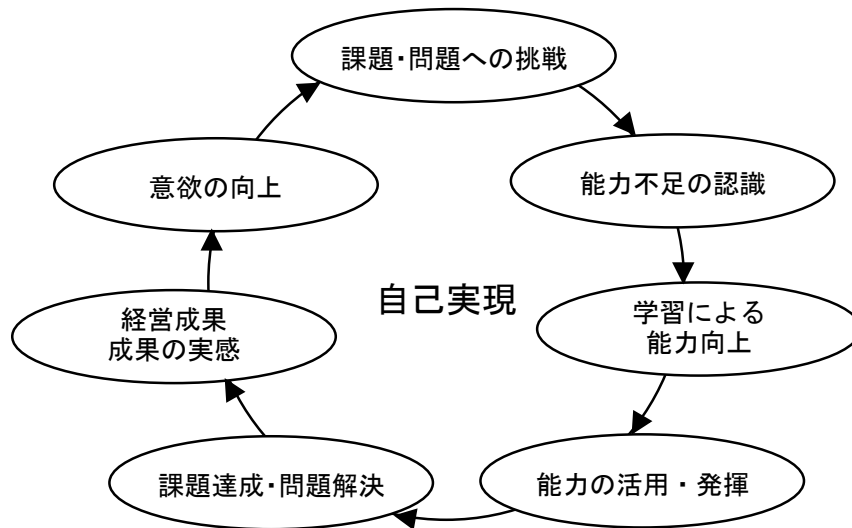 課題・問題への挑戦
能力不足の認識
学習による
能力向上
能力の活用・発揮
課題達成・問題解決
経営成果
成果の実感
意欲の向上
自己実現